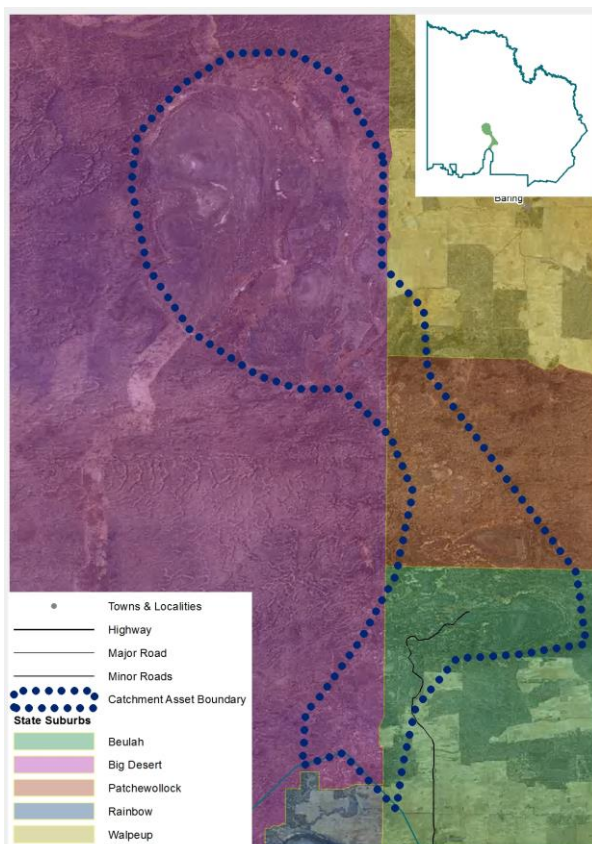 Baring
Towns & Localities
Highway
Major Road
Minor Roads
Catchment Asset Boundary
State Suburbs
Beulah
Big Desert
Patchewollock
Rainbow
Walpeup